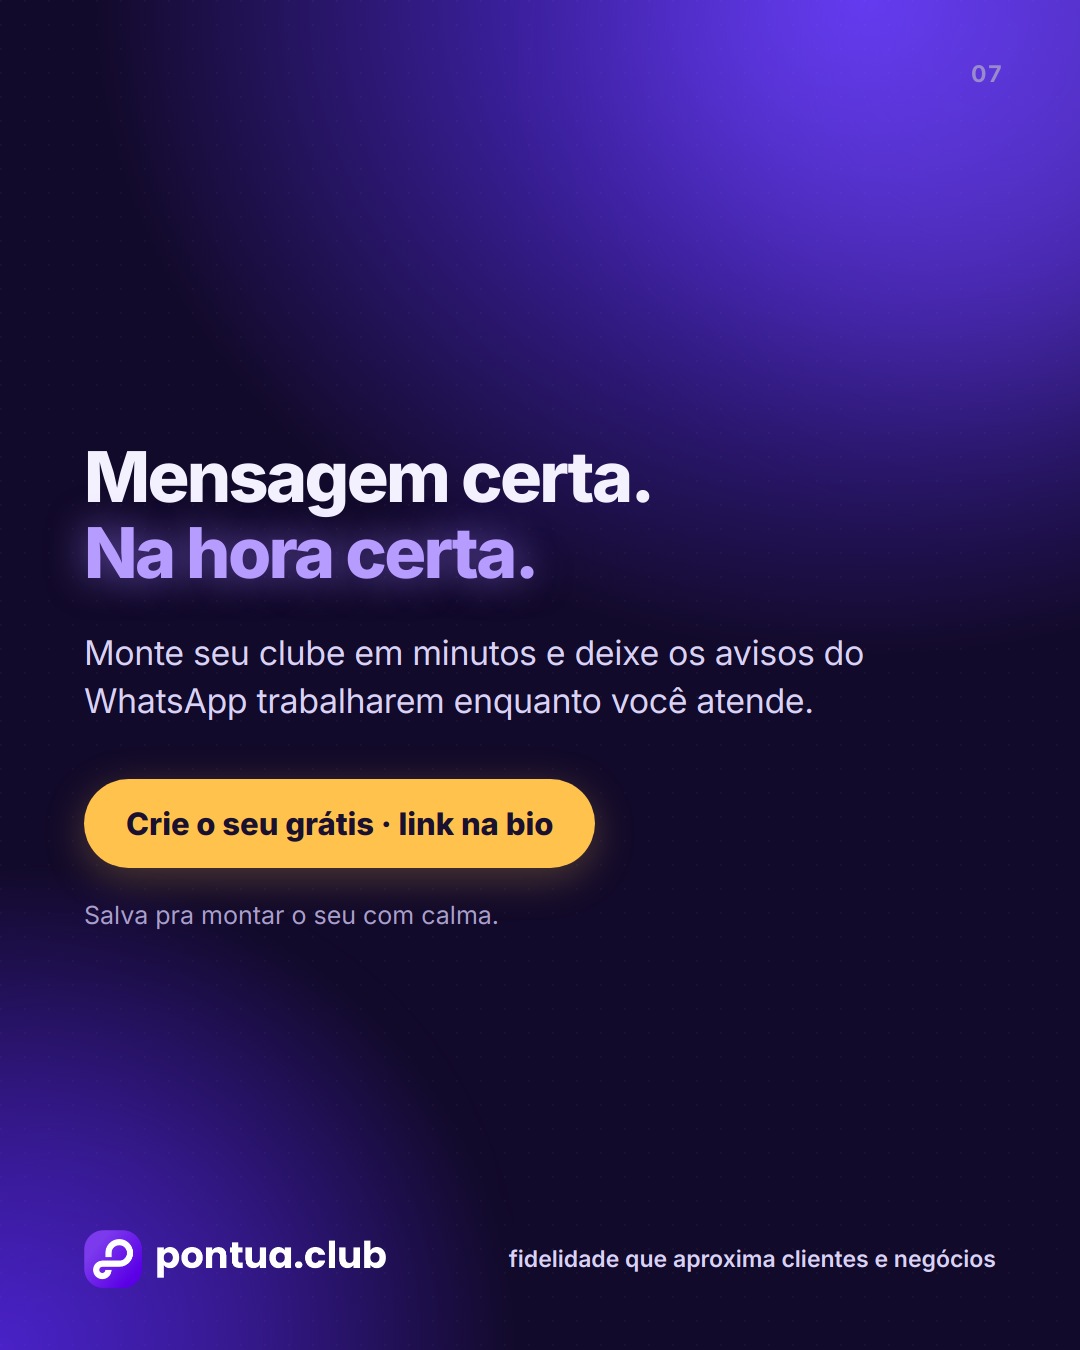 07
Mensagem certa.
Na hora certa.
Monte seu clube em minutos e deixe os avisos do
WhatsApp trabalharem enquanto você atende.
Crie o seu grátis · link na bio
Salva pra montar o seu com calma.
pontua.club
fidelidade que aproxima clientes e negócios